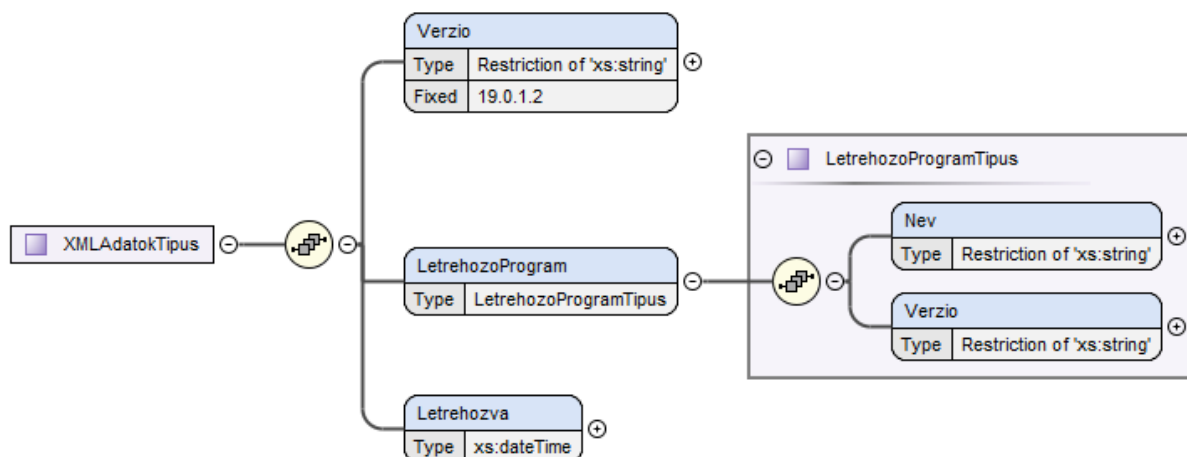 Verzio
Type Restriction of 'xs:string'
Fixed 19.0.1.2
LetrehozoProgramTipus
XMLAdatokTipus
Nev
Type Restriction of 'xs:string'
LetrehozoProgram
Type LetrehozoProgramTipus
Verzio
Type Restriction of 'xs:string'
Letrehozva
Type xs:dateTime